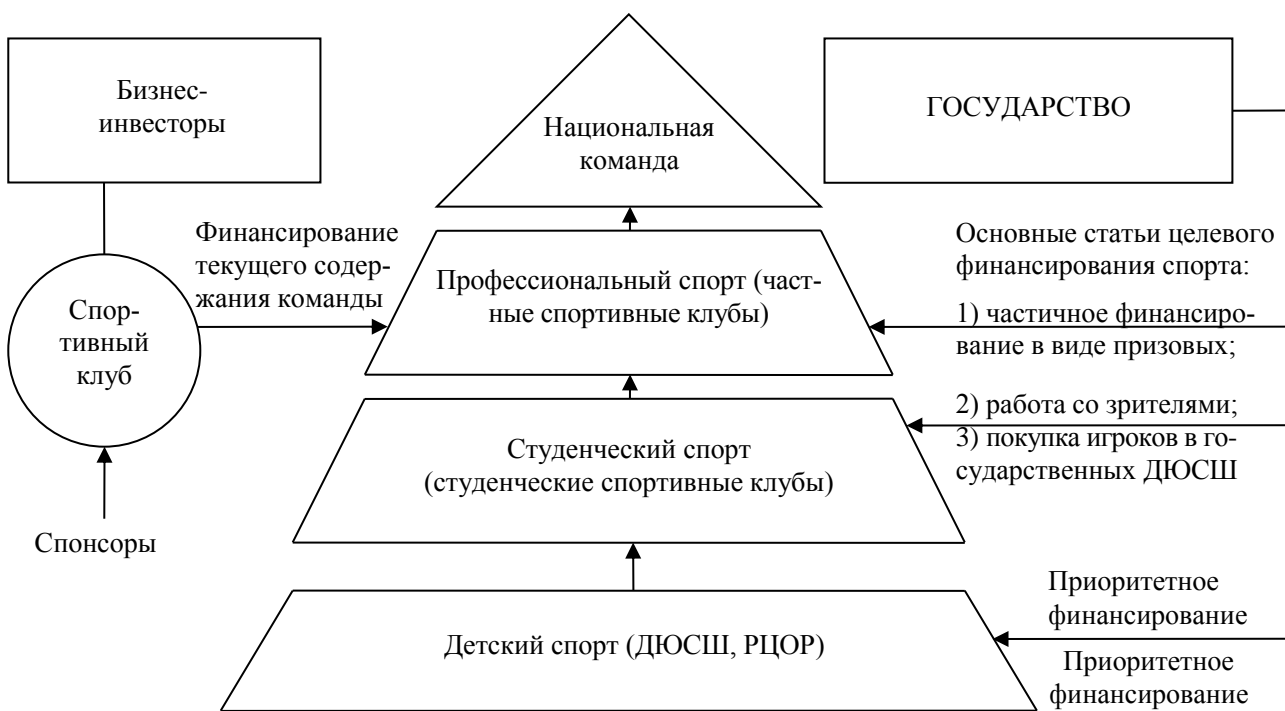 Бизнес-
инвесторы
Национальная
команда
ГОСУДАРСТВО
Финансирование
текущего содер-
жания команды
Профессиональный спорт (част-
ные спортивные клубы)
Основные статьи целевого
финансирования спорта:
1) частичное финансиро-
вание в виде призовых;
2) работа со зрителями;
3) покупка игроков в го-
сударственных ДЮСШ
Спор-
тивный
клуб
Студенческий спорт
(студенческие спортивные клубы)
Спонсоры
Детский спорт (ДЮСШ, РЦОР)
Приоритетное
финансирование
Приоритетное
финансирование